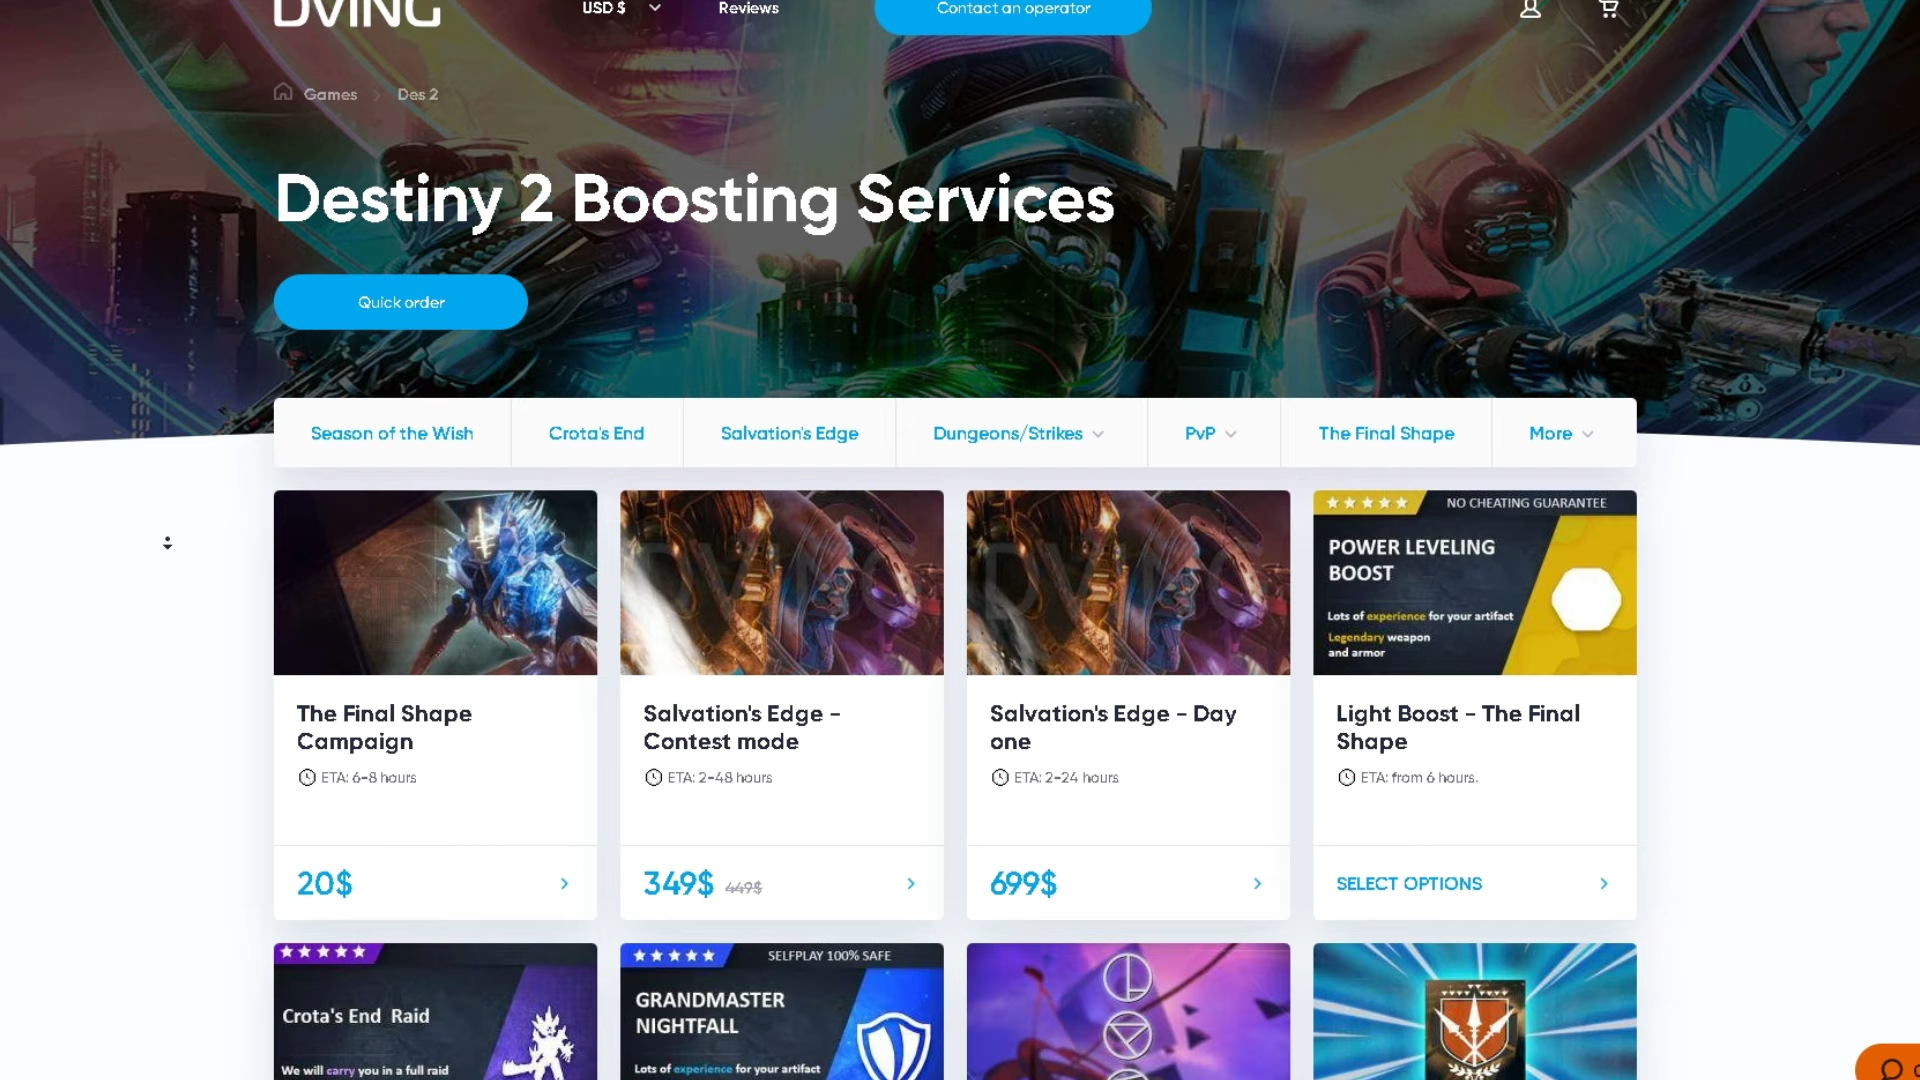 DVING
USD $
Reviews
Contact an operator
Games
Des 2
Destiny 2 Boosting Services
Quick order
Season of the Wish
Crota's End
Salvation's Edge
Dungeons/Strikes
PvP
The Final Shape
More
DVING
DVING
NO CHEATING GUARANTEE
POWER LEVELING
BOOST
Lots of experience for your artifact
Legendary weapon
and armor
The Final Shape
Campaign
ETA: 6-8 hours
Salvation's Edge -
Contest mode
ETA: 2-48 hours
Salvation's Edge - Day
one
ETA: 2-24 hours
Light Boost - The Final
Shape
ETA: from 6 hours.
20$
349$ 449$
699$
SELECT OPTIONS
Crota's End Raid
We will carry you in a full raid
SELFPLAY 100% SAFE
GRANDMASTER
NIGHTFALL
Lots of experience for your artifact